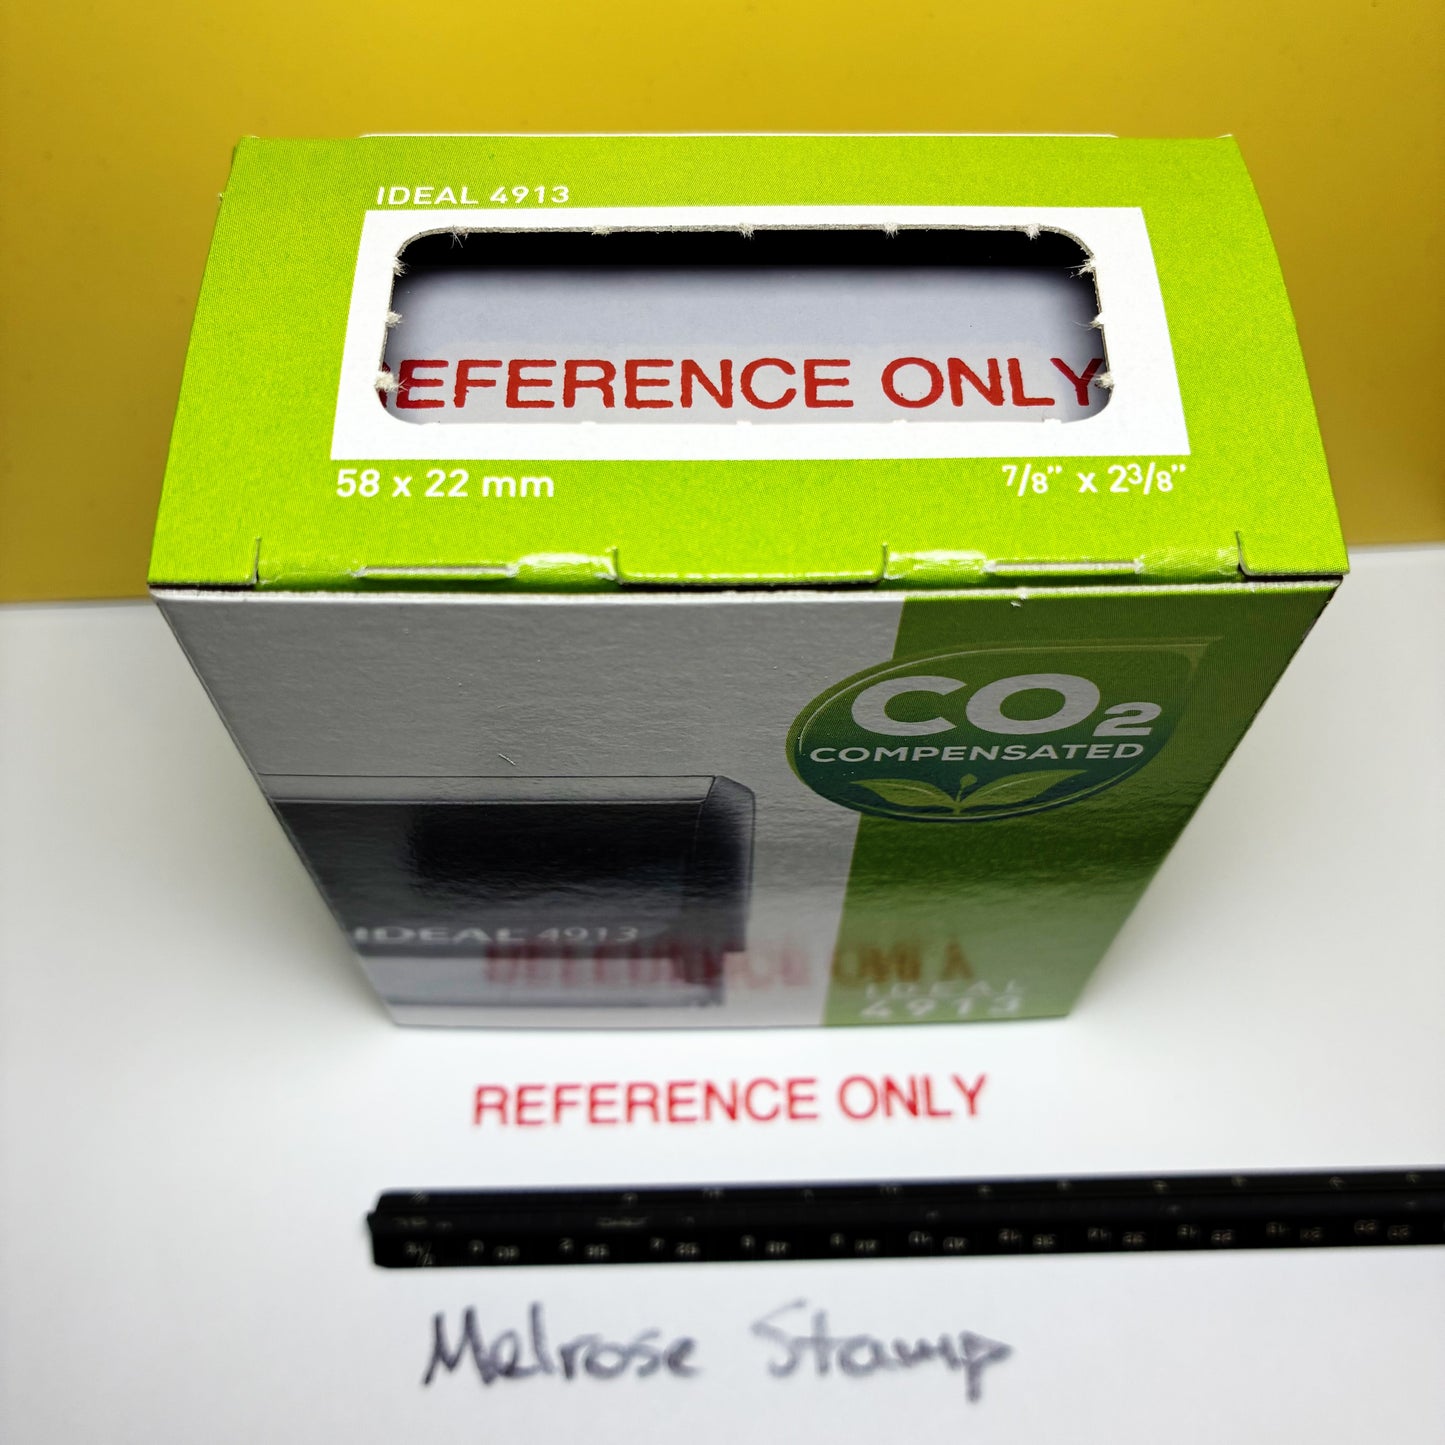 IDEAL 4913
REFERENCE ONLY
58 x 22 mm
7/8" x 23/8"
CO2
COMPENSATED
IDEAL 4913
IDEAL
4913
REFERENCE ONLY
Melrose Stamp